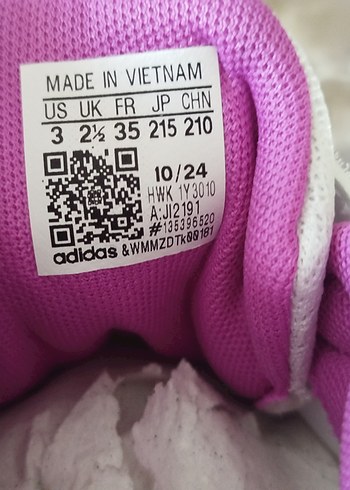 MADE IN VIETNAM
US UK FR JP CHN
3 2½ 35 215 210
10/24
HWK 1Y3010
A:JI2191
#135396520
adidas &WMMZDTk00181